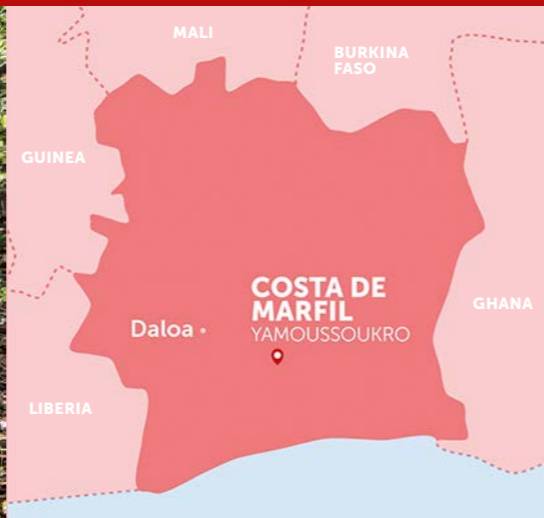 MALI
BURKINA
FASO
GUINEA
COSTA DE
MARFIL
YAMOUSSOUKRO
GHANA
Daloa
LIBERIA